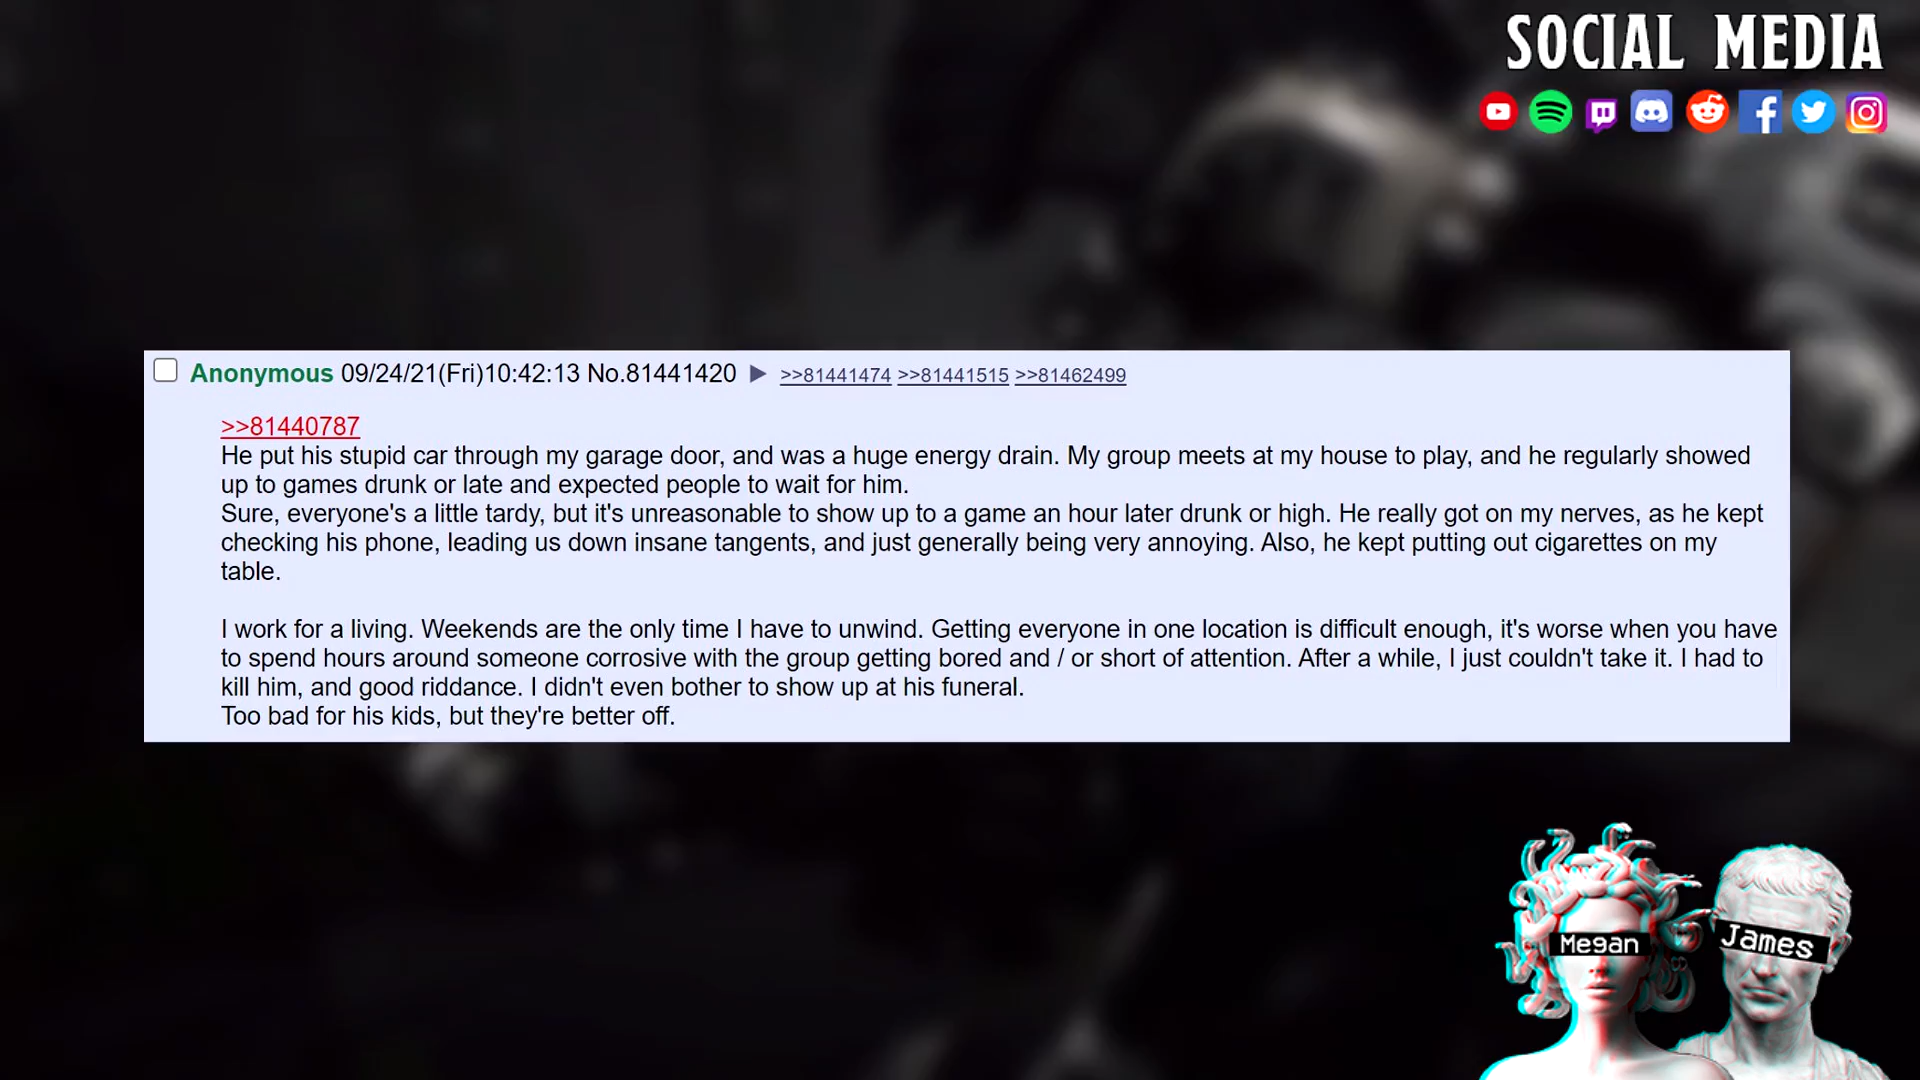 SOCIAL MEDIA
Anonymous 09/24/21(Fri)10:42:13 No.81441420 ▶ >>81441474 >>81441515 >>81462499
>>81440787
He put his stupid car through my garage door, and was a huge energy drain. My group meets at my house to play, and he regularly showed
up to games drunk or late and expected people to wait for him.
Sure, everyone's a little tardy, but it's unreasonable to show up to a game an hour later drunk or high. He really got on my nerves, as he kept
checking his phone, leading us down insane tangents, and just generally being very annoying. Also, he kept putting out cigarettes on my
table.
I work for a living. Weekends are the only time I have to unwind. Getting everyone in one location is difficult enough, it's worse when you have
to spend hours around someone corrosive with the group getting bored and / or short of attention. After a while, I just couldn't take it. I had to
kill him, and good riddance. I didn't even bother to show up at his funeral.
Too bad for his kids, but they're better off.
Megan
James